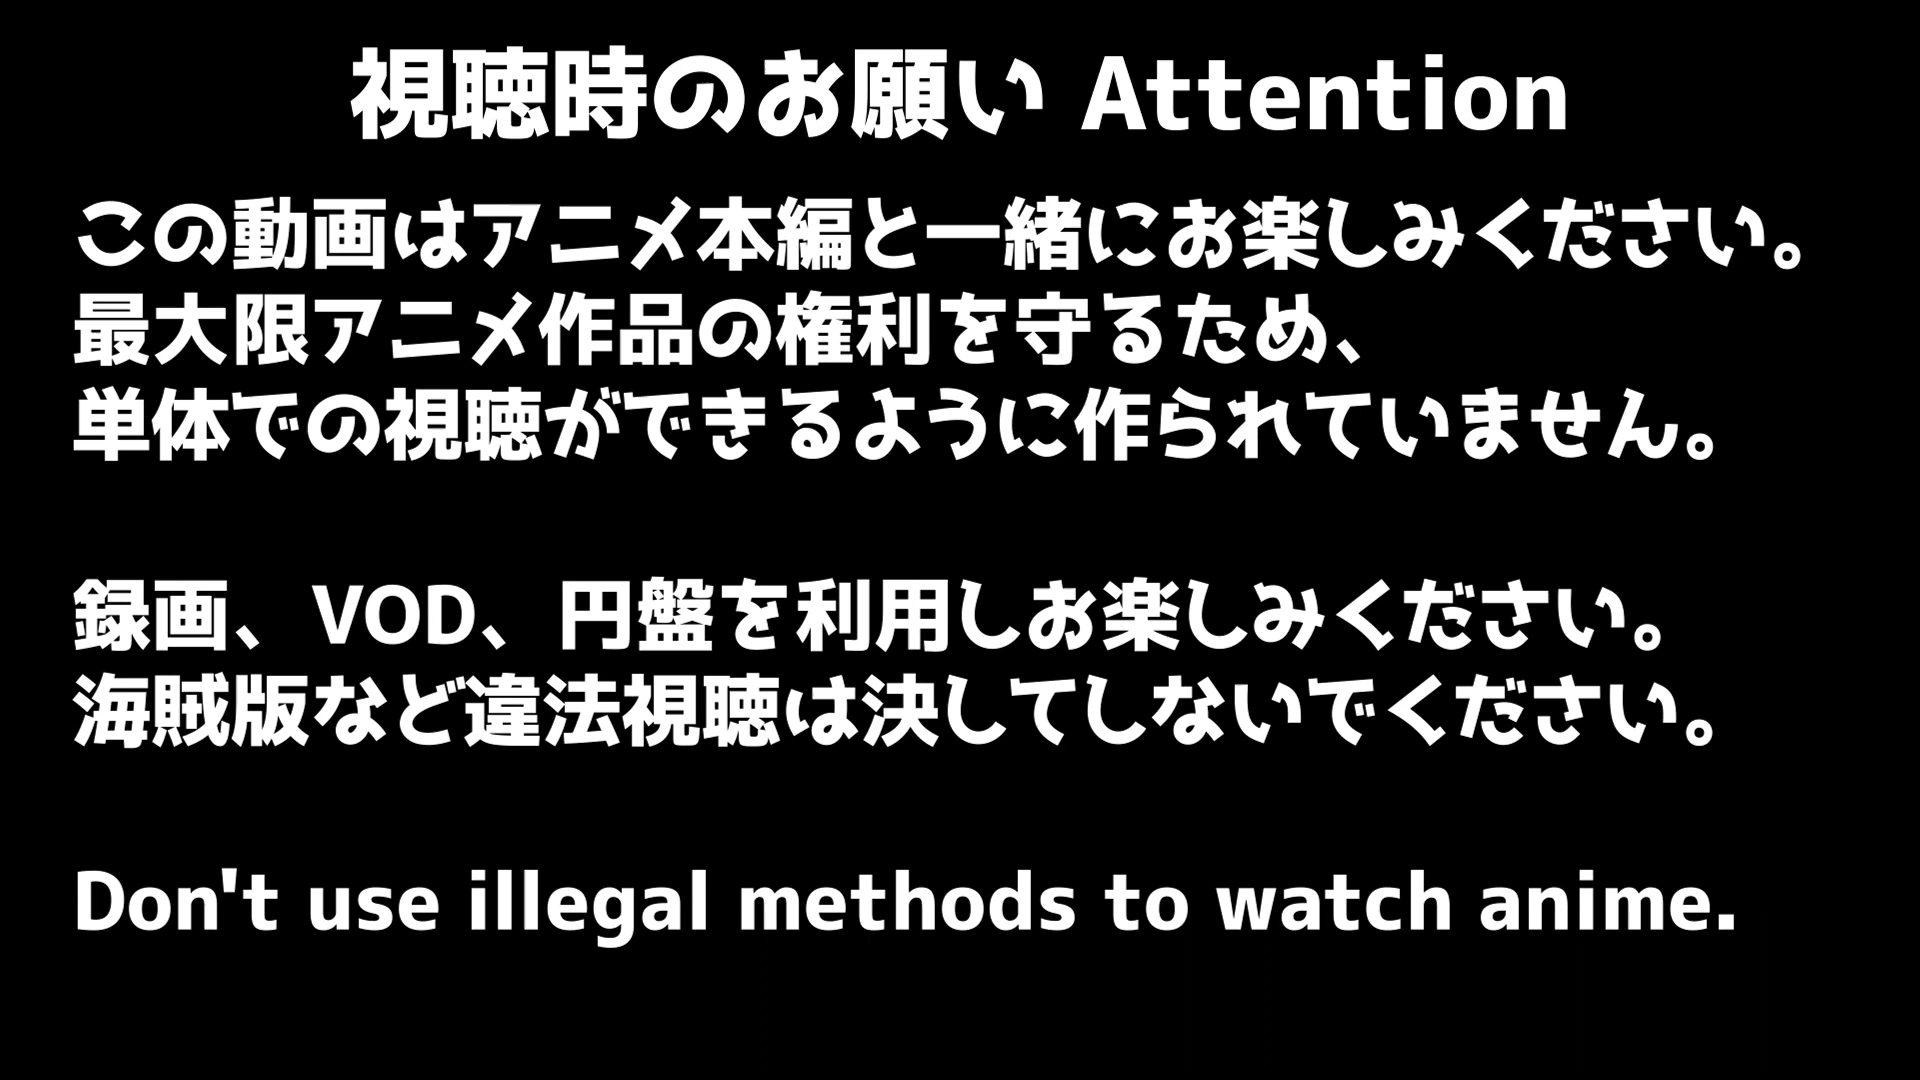 視聴時のお願い Attention
この動画はアニメ本編と一緒にお楽しみください。
最大限アニメ作品の権利を守るため、
単体での視聴ができるように作られていません。
録画、VOD、円盤を利用しお楽しみください。
海賊版など違法視聴は決してしないでください。
Don't use illegal methods to watch anime.